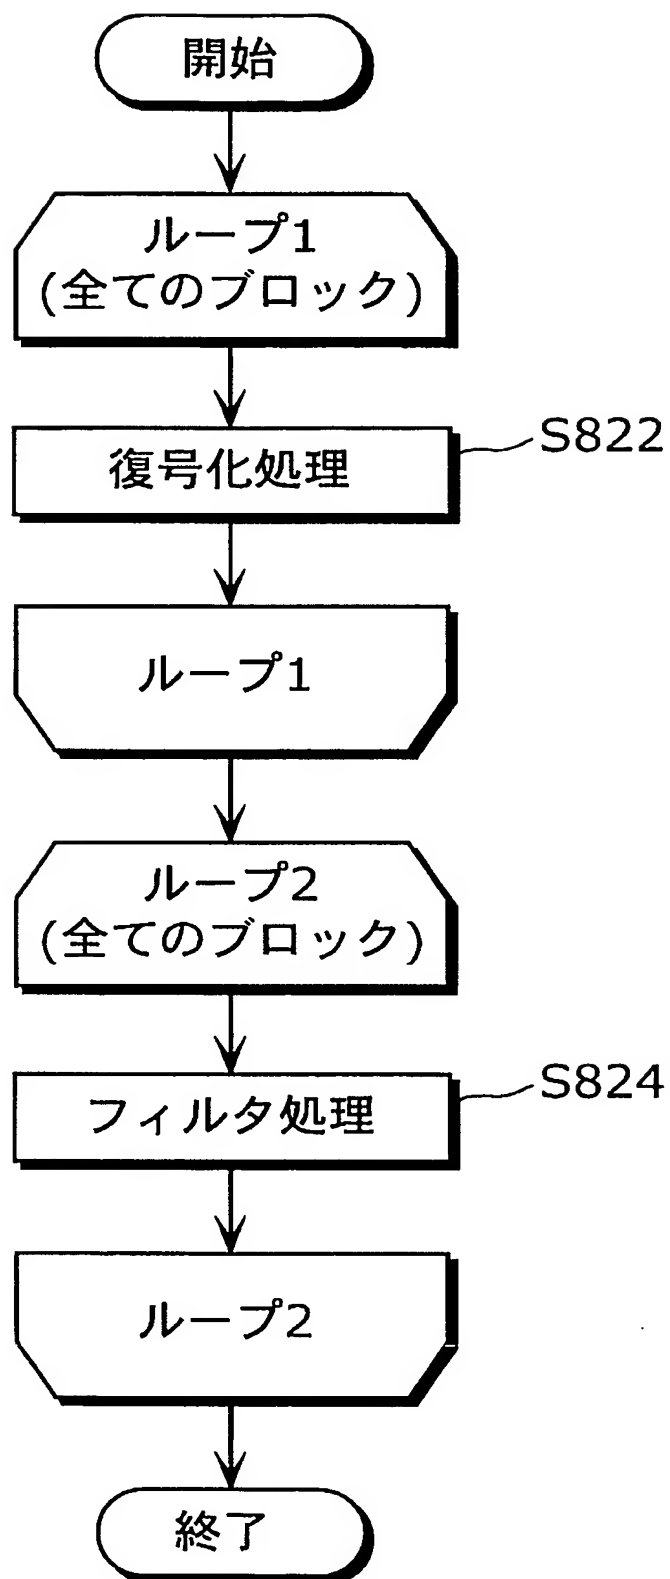 開始
ループ1
(全てのブロック)
復号化処理
S822
ループ1
ループ2
(全てのブロック)
フィルタ処理
S824
ループ2
終了